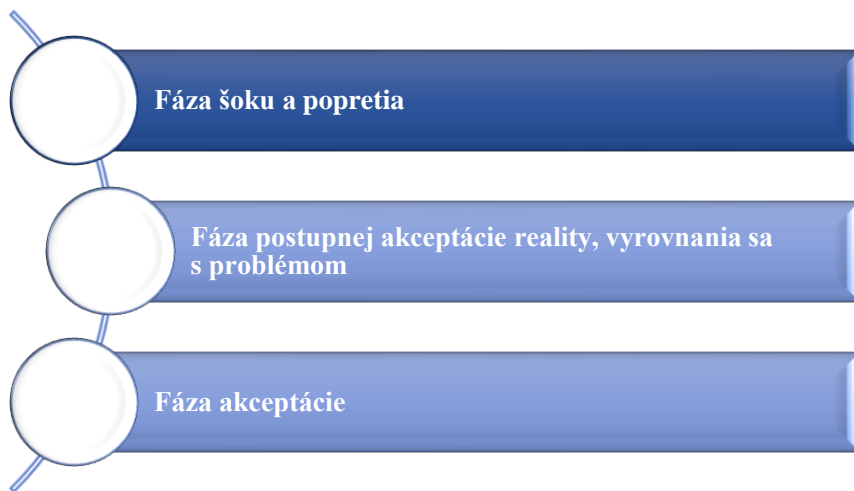 Fáza šoku a popretia
Fáza postupnej akceptácie reality, vyrovnania sa
s problémom
Fáza akceptácie